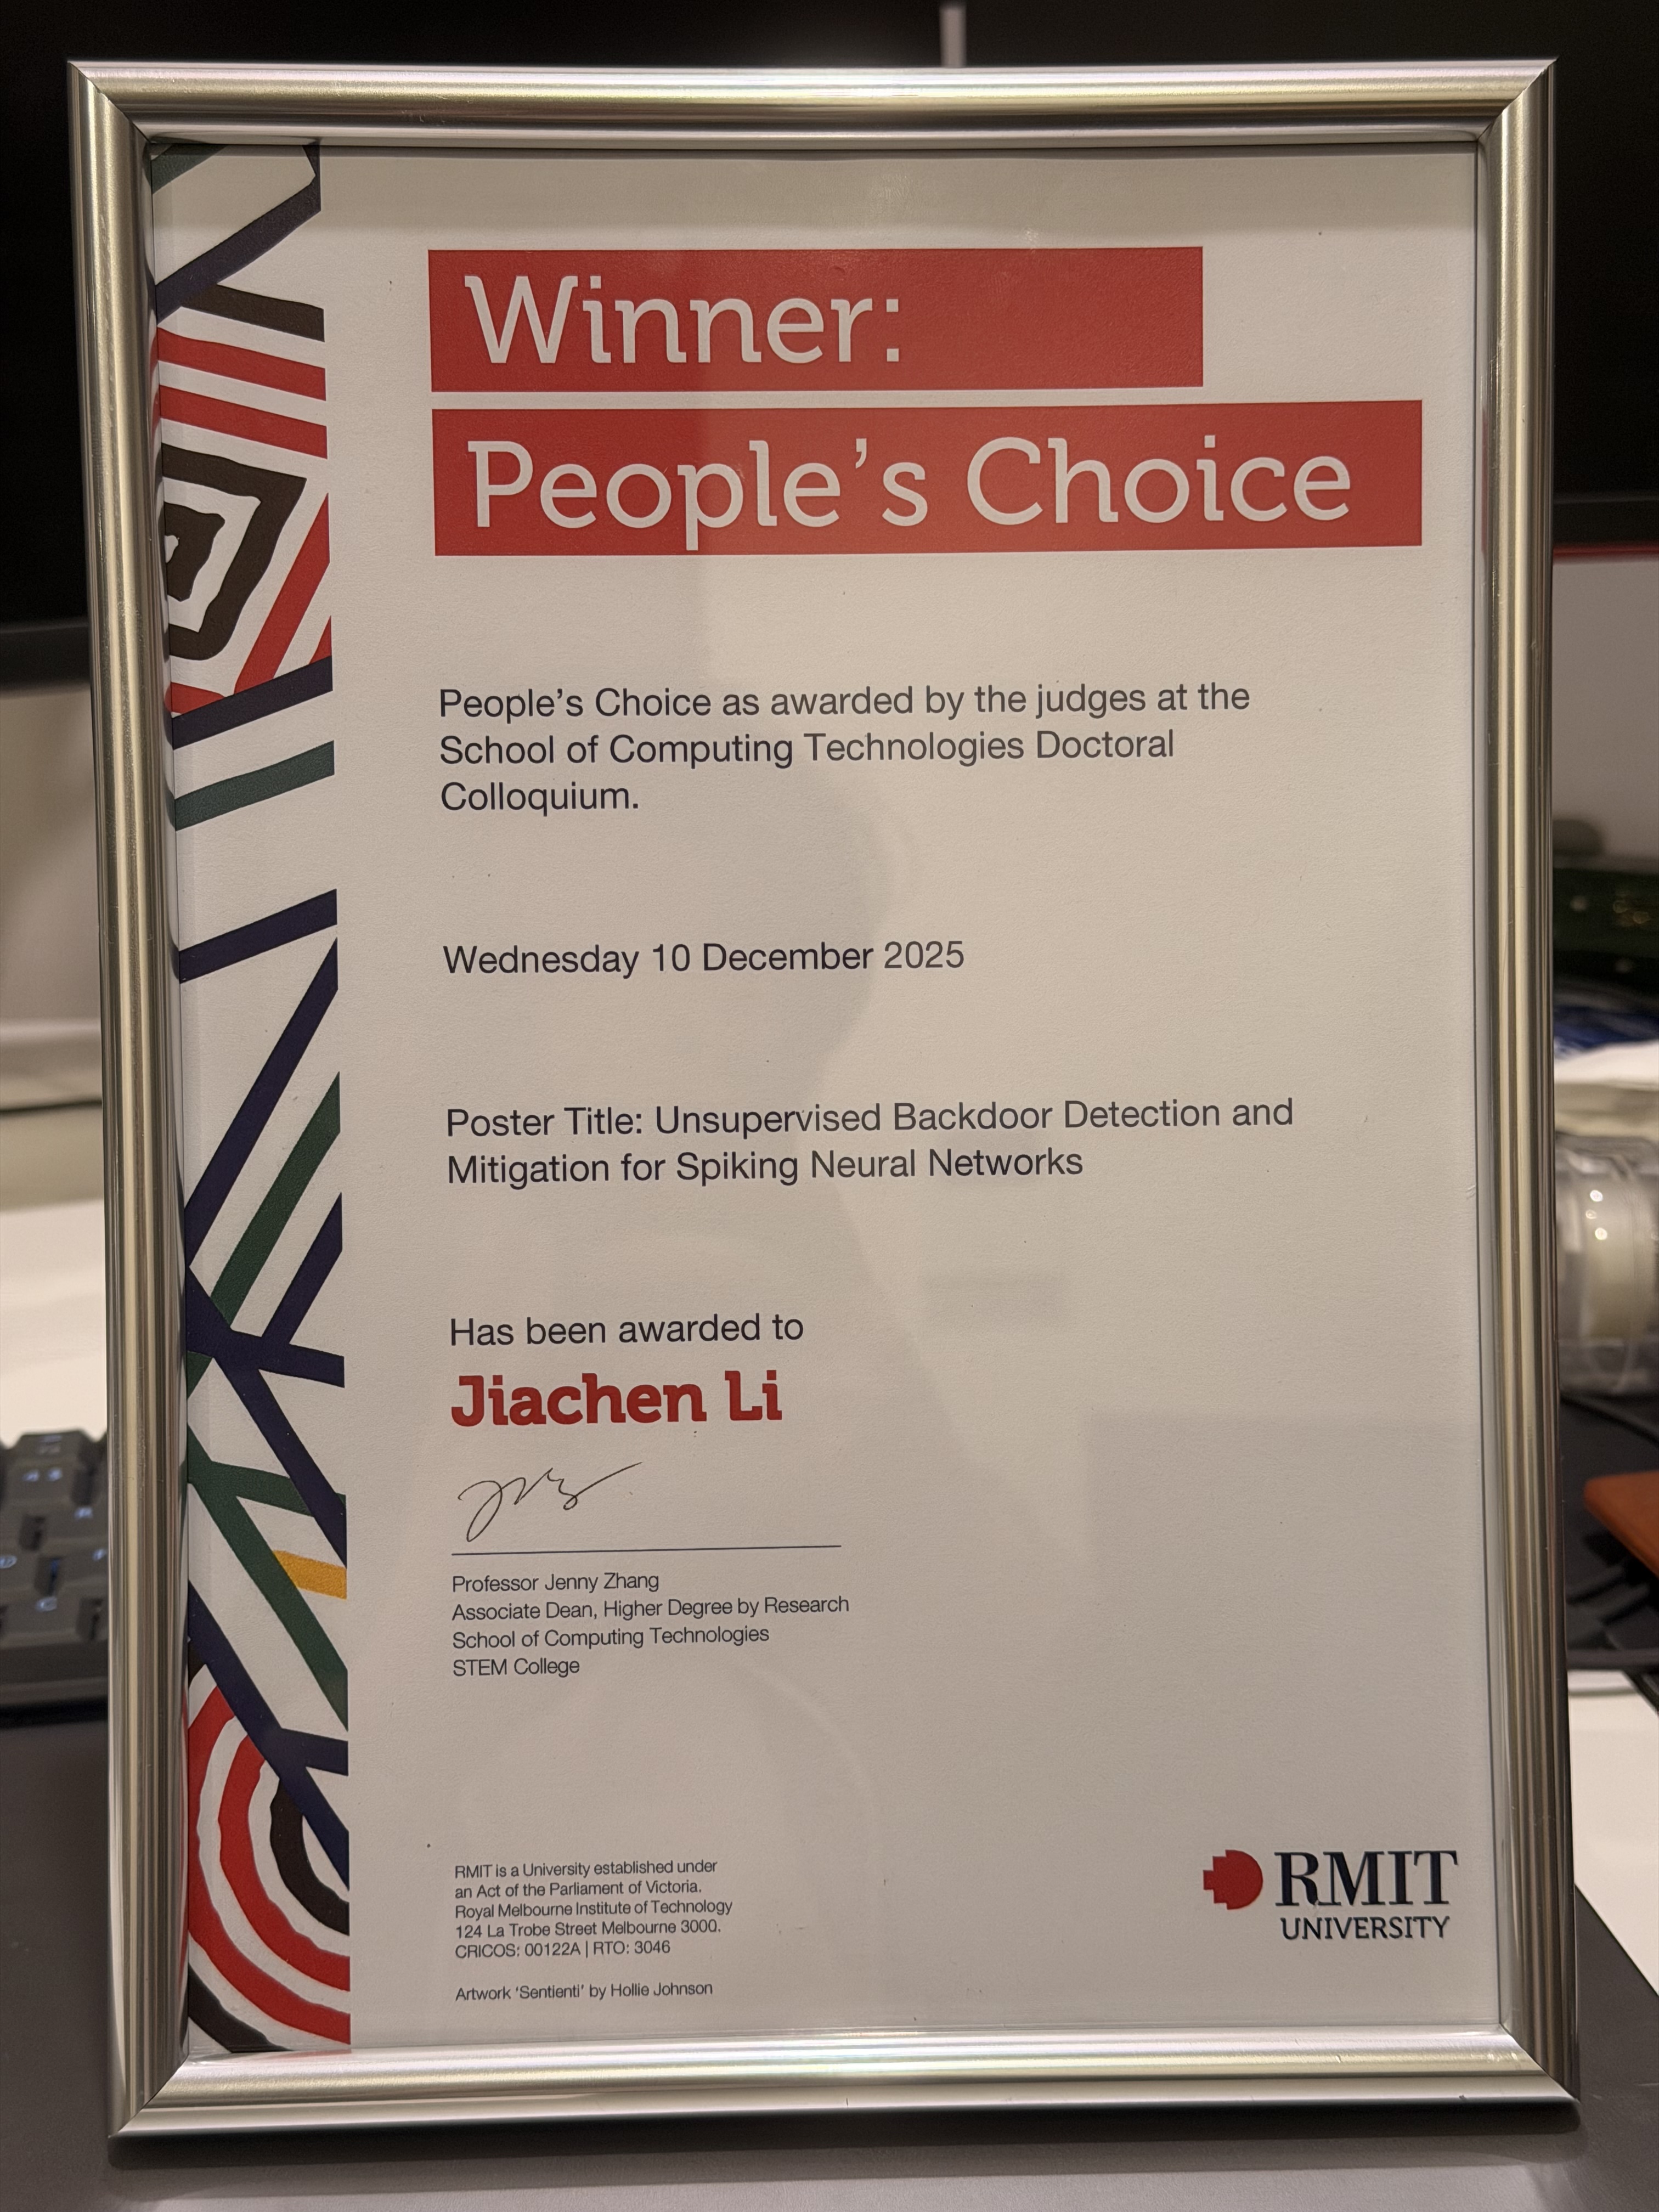 Winner:
People’s Choice
People’s Choice as awarded by the judges at the
School of Computing Technologies Doctoral
Colloquium.
Wednesday 10 December 2025
Poster Title: Unsupervised Backdoor Detection and
Mitigation for Spiking Neural Networks
Has been awarded to
Jiachen Li
Professor Jenny Zhang
Associate Dean, Higher Degree by Research
School of Computing Technologies
STEM College
RMIT is a University established under
an Act of the Parliament of Victoria.
Royal Melbourne Institute of Technology
124 La Trobe Street Melbourne 3000.
CRICOS: 00122A | RTO: 3046
Artwork ‘Sentienti’ by Hollie Johnson
RMIT
UNIVERSITY